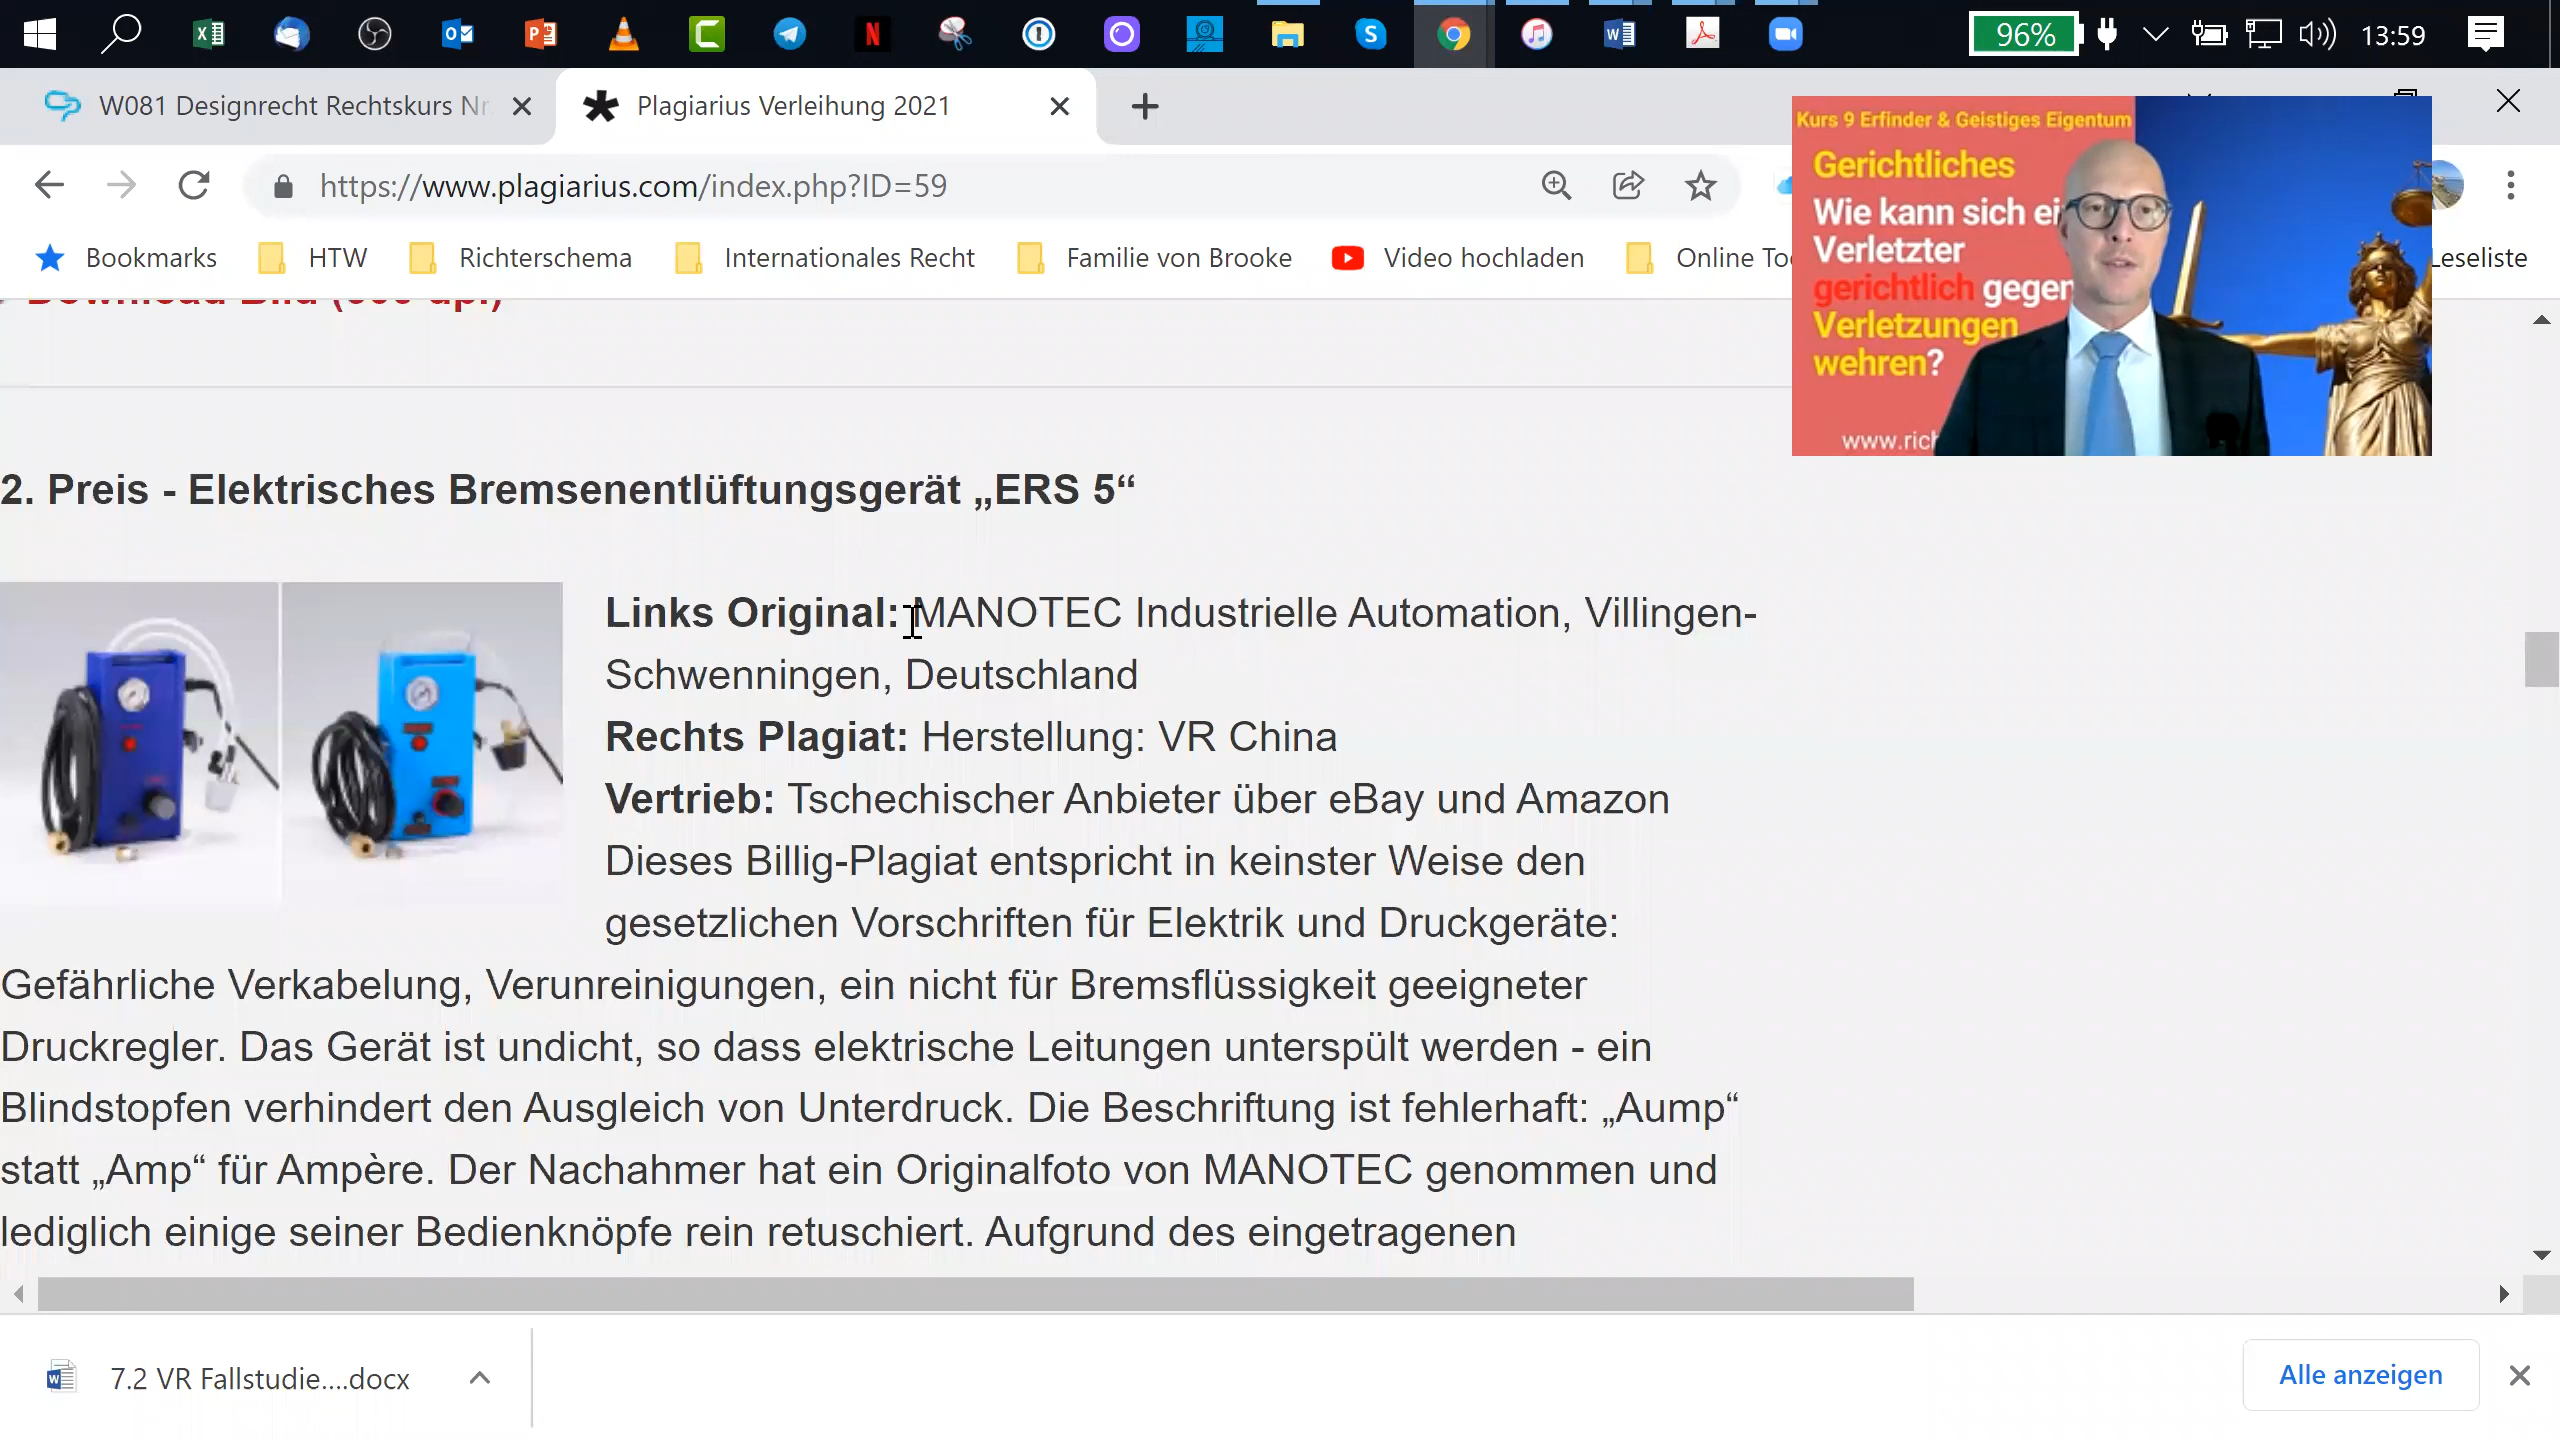 96%
13:59
W081 Designrecht Rechtskurs Nr
Plagiarius Verleihung 2021
https://www.plagiarius.com/index.php?ID=59
Bookmarks
HTW
Richterschema
Internationales Recht
Familie von Brooke
Video hochladen
Online
Leseliste
Kurs 9 Erfinder & Geistiges Eigentum
Gerichtliches
Wie kann sich ei
Verletzter
gerichtlich gegen
Verletzungen
wehren?
www.rich
2. Preis - Elektrisches Bremsenentlüftungsgerät „ERS 5“
Links Original: MANOTEC Industrielle Automation, Villingen-
Schwenningen, Deutschland
Rechts Plagiat: Herstellung: VR China
Vertrieb: Tschechischer Anbieter über eBay und Amazon
Dieses Billig-Plagiat entspricht in keinster Weise den
gesetzlichen Vorschriften für Elektrik und Druckgeräte:
Gefährliche Verkabelung, Verunreinigungen, ein nicht für Bremsflüssigkeit geeigneter
Druckregler. Das Gerät ist undicht, so dass elektrische Leitungen unterspült werden - ein
Blindstopfen verhindert den Ausgleich von Unterdruck. Die Beschriftung ist fehlerhaft: „Aump“
statt „Amp“ für Ampère. Der Nachahmer hat ein Originalfoto von MANOTEC genommen und
lediglich einige seiner Bedienknöpfe rein retuschiert. Aufgrund des eingetragenen
7.2 VR Fallstudie....docx
Alle anzeigen